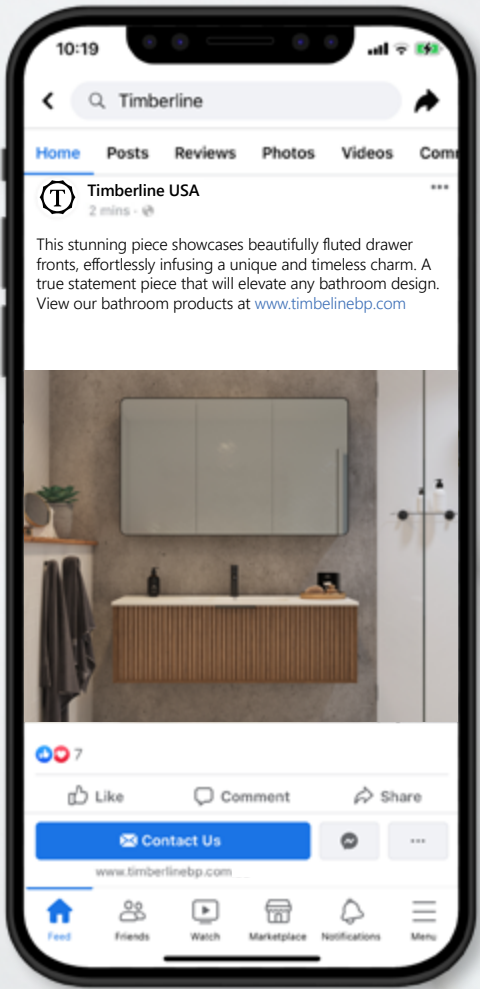 10:19
Timberline
Home Posts Reviews Photos Videos Comm
T
Timberline USA
2 mins ·
This stunning piece showcases beautifully fluted drawer
fronts, effortlessly infusing a unique and timeless charm. A
true statement piece that will elevate any bathroom design.
View our bathroom products at www.timbelinebp.com
7
Like Comment Share
Contact Us
www.timberlinebp.com
Feed Friends Watch Marketplace Notifications Menu